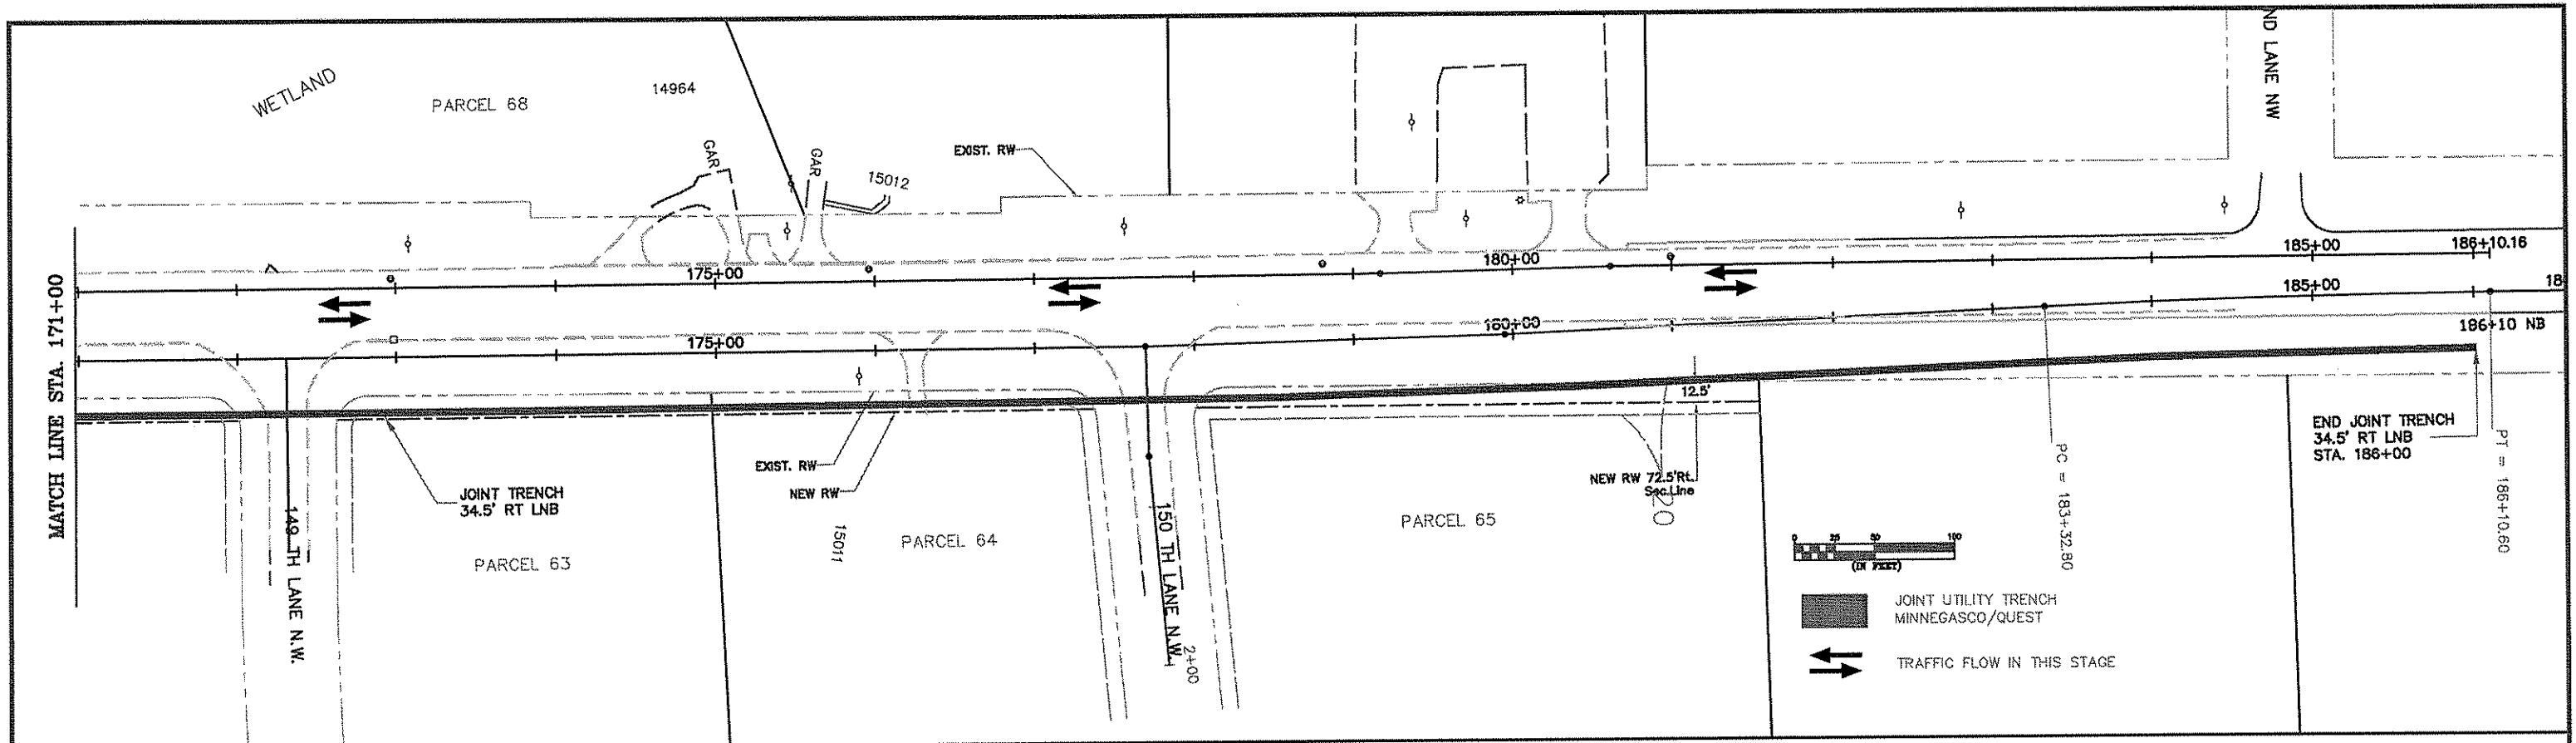 WETLAND
PARCEL 68
14964
GAR
GAR
15012
EXIST. RW
ND LANE NW
MATCH LINE STA. 171+00
175+00
180+00
185+00
186+10.16
175+00
180+00
185+00
18
186+10 NB
12.5'
EXIST. RW
NEW RW
JOINT TRENCH
34.5' RT LNB
149 TH LANE N.W.
PARCEL 63
15011
PARCEL 64
150 TH LANE N.W.
2+00
PARCEL 65
NEW RW 72.5'Rt.
Sec.Line
20
PC = 183+32.80
END JOINT TRENCH
34.5' RT LNB
STA. 186+00
PT = 186+10.60
0 25 50 100
(IN FEET)
JOINT UTILITY TRENCH
MINNEGASCO/QUEST
TRAFFIC FLOW IN THIS STAGE